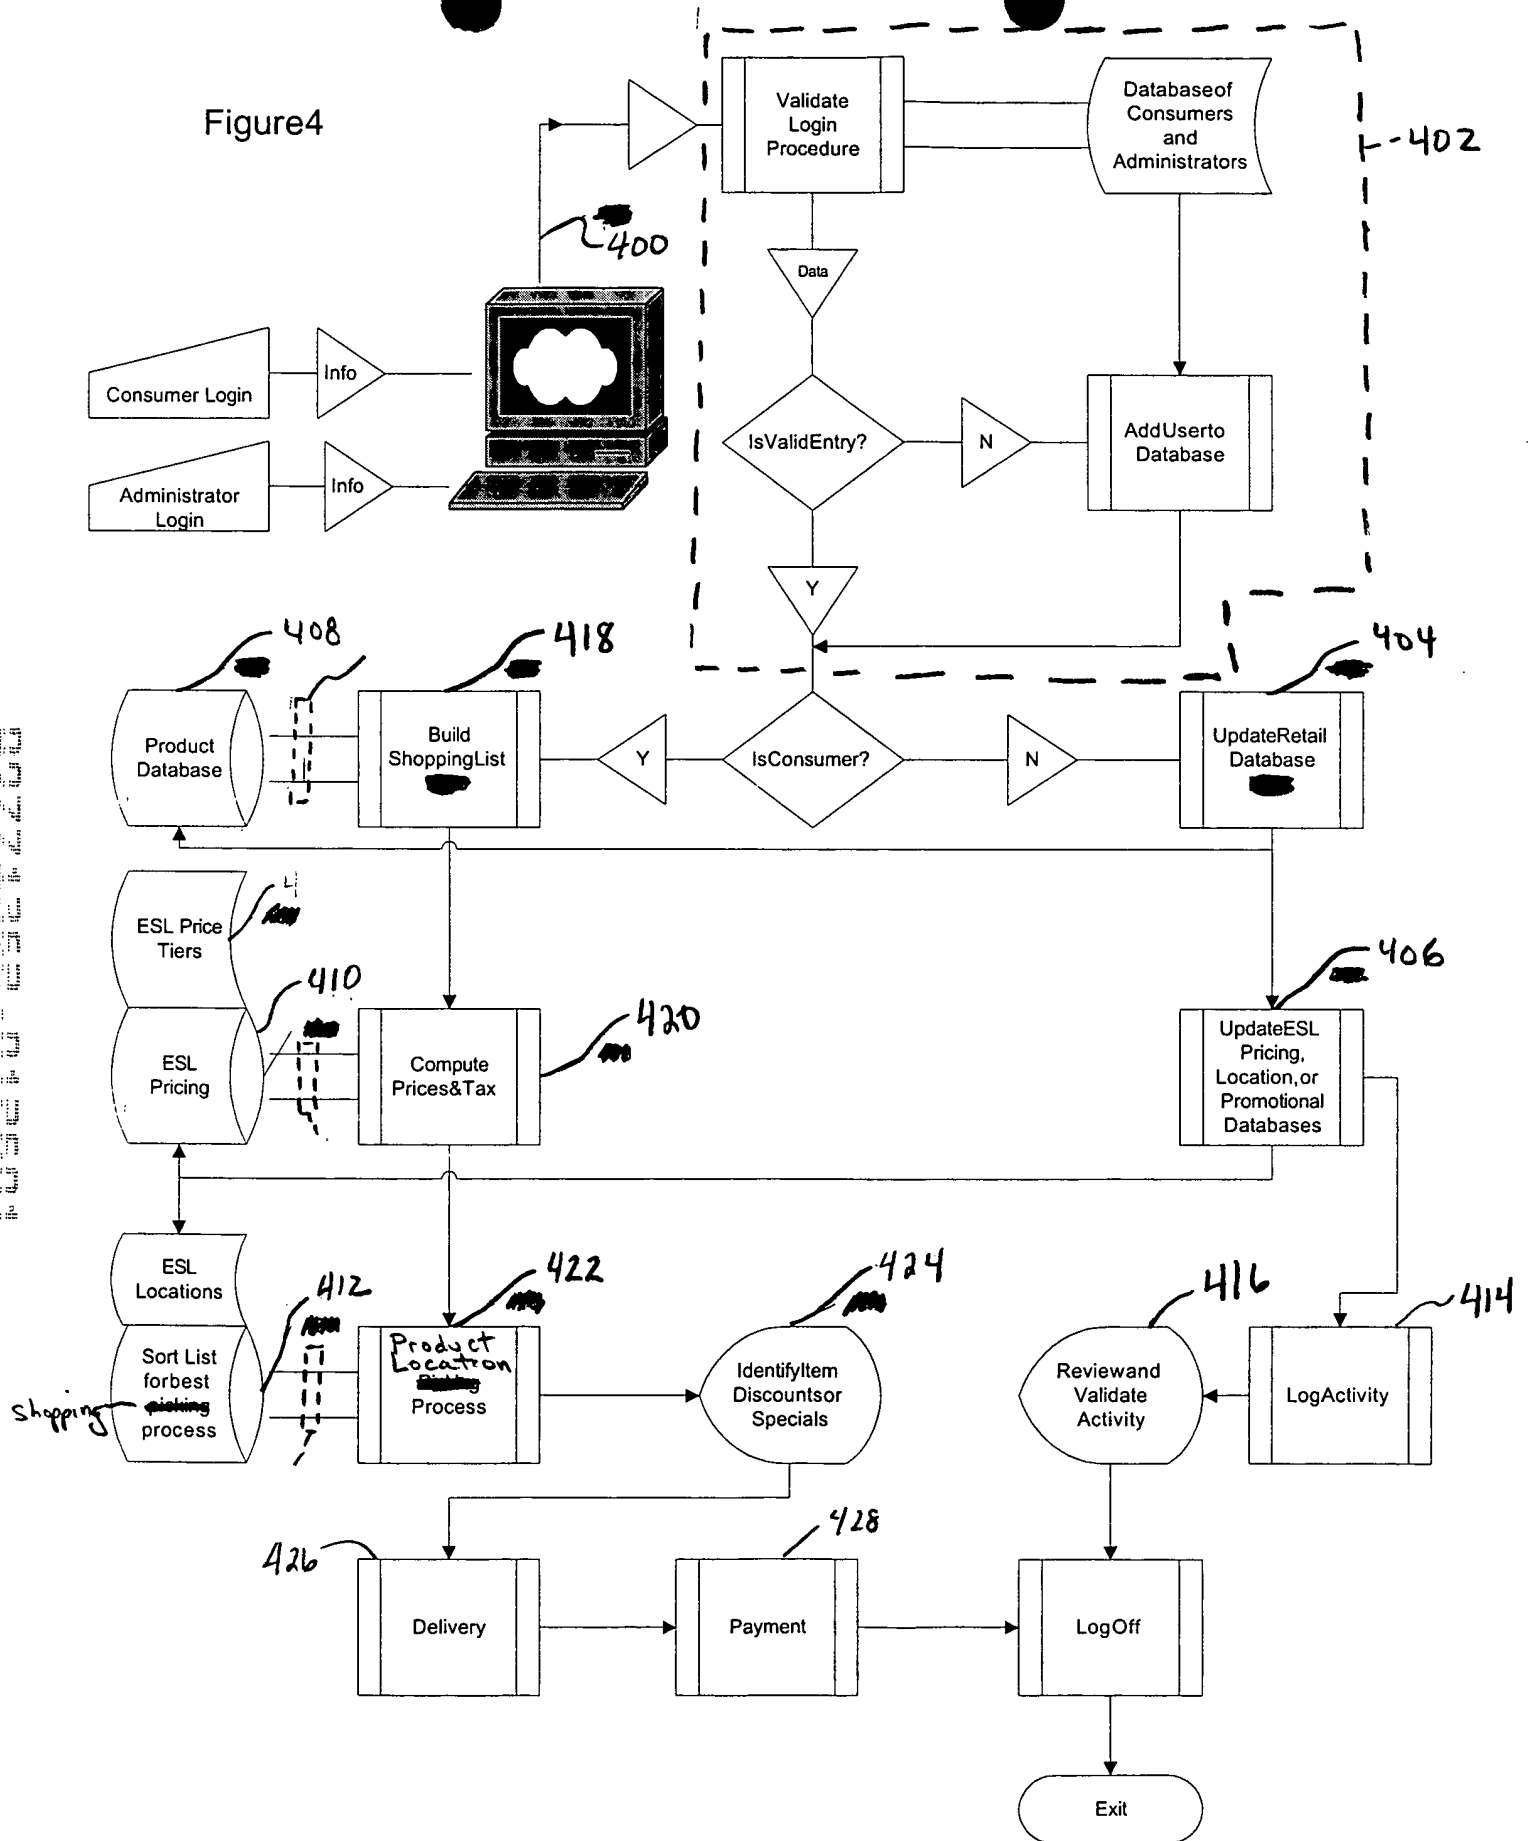 Figure4
Validate
Login
Procedure
Databaseof
Consumers
and
Administrators
402
400
Data
Consumer Login
Info
IsValidEntry?
N
AddUserto
Database
Administrator
Login
Info
Y
408
418
404
Product
Database
Build
ShoppingList
Y
IsConsumer?
N
UpdateRetail
Database
ESL Price
Tiers
4
410
406
ESL
Pricing
420
Compute
Prices&Tax
UpdateESL
Pricing,
Location,or
Promotional
Databases
ESL
Locations
412
422
424
416
414
Sort List
forbest
shopping picking
process
Product
Location
Process
IdentifyItem
Discountsor
Specials
Reviewand
Validate
Activity
LogActivity
426
428
Delivery
Payment
LogOff
Exit